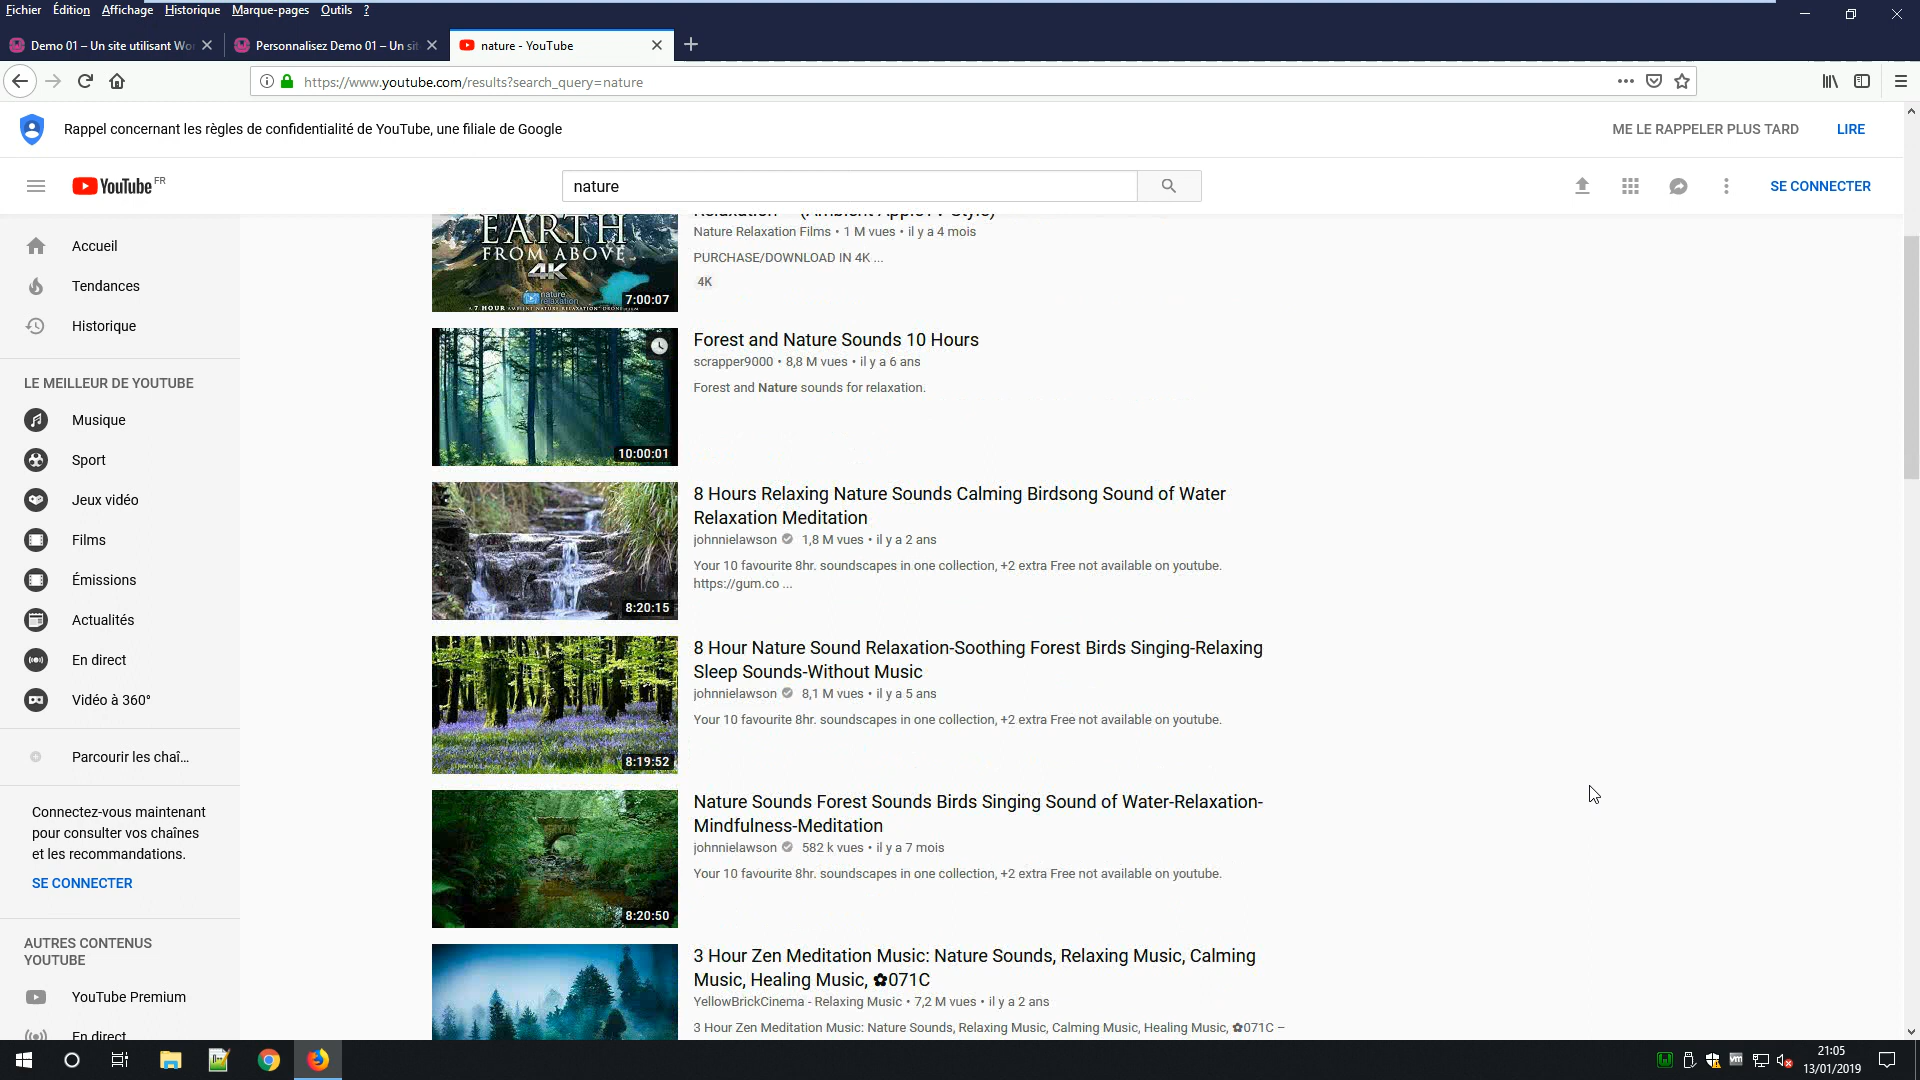 Fichier Édition Affichage Historique Marque-pages Outils ?
Demo 01 – Un site utilisant Wo
Personnalisez Demo 01 – Un sit
nature - YouTube
https://www.youtube.com/results?search_query=nature
Rappel concernant les règles de confidentialité de YouTube, une filiale de Google
ME LE RAPPELER PLUS TARD
LIRE
YouTube FR
nature
SE CONNECTER
Accueil
Tendances
Historique
LE MEILLEUR DE YOUTUBE
Musique
Sport
Jeux vidéo
Films
Émissions
Actualités
En direct
Vidéo à 360°
Parcourir les chaî...
Connectez-vous maintenant
pour consulter vos chaînes
et les recommandations.
SE CONNECTER
AUTRES CONTENUS
YOUTUBE
YouTube Premium
En direct
EARTH
FROM ABOVE
4K
nature
relaxation
7:00:07
Relaxation (Ambient AppleTV Style)
Nature Relaxation Films • 1 M vues • il y a 4 mois
PURCHASE/DOWNLOAD IN 4K ...
4K
10:00:01
Forest and Nature Sounds 10 Hours
scrapper9000 • 8,8 M vues • il y a 6 ans
Forest and Nature sounds for relaxation.
8:20:15
8 Hours Relaxing Nature Sounds Calming Birdsong Sound of Water
Relaxation Meditation
johnnielawson 1,8 M vues • il y a 2 ans
Your 10 favourite 8hr. soundscapes in one collection, +2 extra Free not available on youtube.
https://gum.co ...
8:19:52
8 Hour Nature Sound Relaxation-Soothing Forest Birds Singing-Relaxing
Sleep Sounds-Without Music
johnnielawson 8,1 M vues • il y a 5 ans
Your 10 favourite 8hr. soundscapes in one collection, +2 extra Free not available on youtube.
8:20:50
Nature Sounds Forest Sounds Birds Singing Sound of Water-Relaxation-
Mindfulness-Meditation
johnnielawson 582 k vues • il y a 7 mois
Your 10 favourite 8hr. soundscapes in one collection, +2 extra Free not available on youtube.
3 Hour Zen Meditation Music: Nature Sounds, Relaxing Music, Calming
Music, Healing Music, ✿071C
YellowBrickCinema - Relaxing Music • 7,2 M vues • il y a 2 ans
3 Hour Zen Meditation Music: Nature Sounds, Relaxing Music, Calming Music, Healing Music, ✿071C –
21:05
13/01/2019